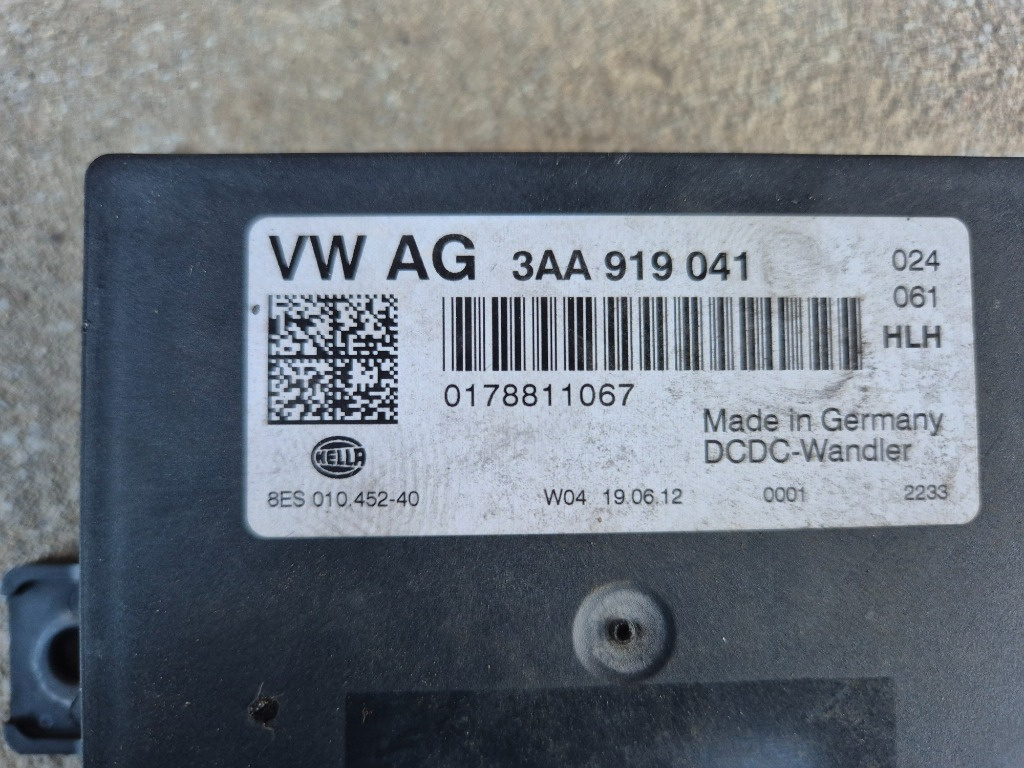 VW AG 3AA 919 041 024
061
HLH
0178811067
Made in Germany
DCDC-Wandler
HELLA
8ES 010.452-40 W04 19.06.12 0001 2233